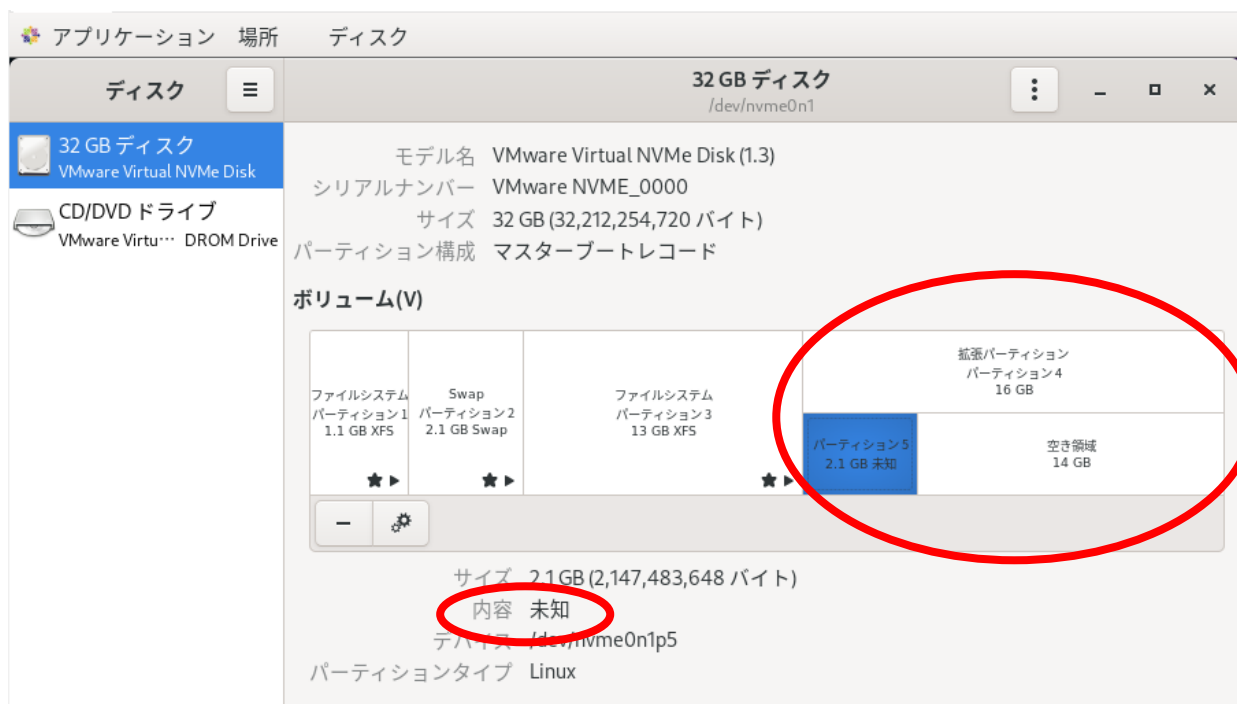 アプリケーション 場所 ディスク
ディスク
32 GB ディスク
/dev/nvme0n1
32 GB ディスク
VMware Virtual NVMe Disk
CD/DVD ドライブ
VMware Virtu… DROM Drive
モデル名 VMware Virtual NVMe Disk (1.3)
シリアルナンバー VMware NVME_0000
サイズ 32 GB (32,212,254,720 バイト)
パーティション構成 マスターブートレコード
ボリューム(V)
ファイルシステム
パーティション 1
1.1 GB XFS
Swap
パーティション 2
2.1 GB Swap
ファイルシステム
パーティション 3
13 GB XFS
拡張パーティション
パーティション 4
16 GB
パーティション 5
2.1 GB 未知
空き領域
14 GB
サイズ 2.1 GB (2,147,483,648 バイト)
内容 未知
デバイス /dev/nvme0n1p5
パーティションタイプ Linux